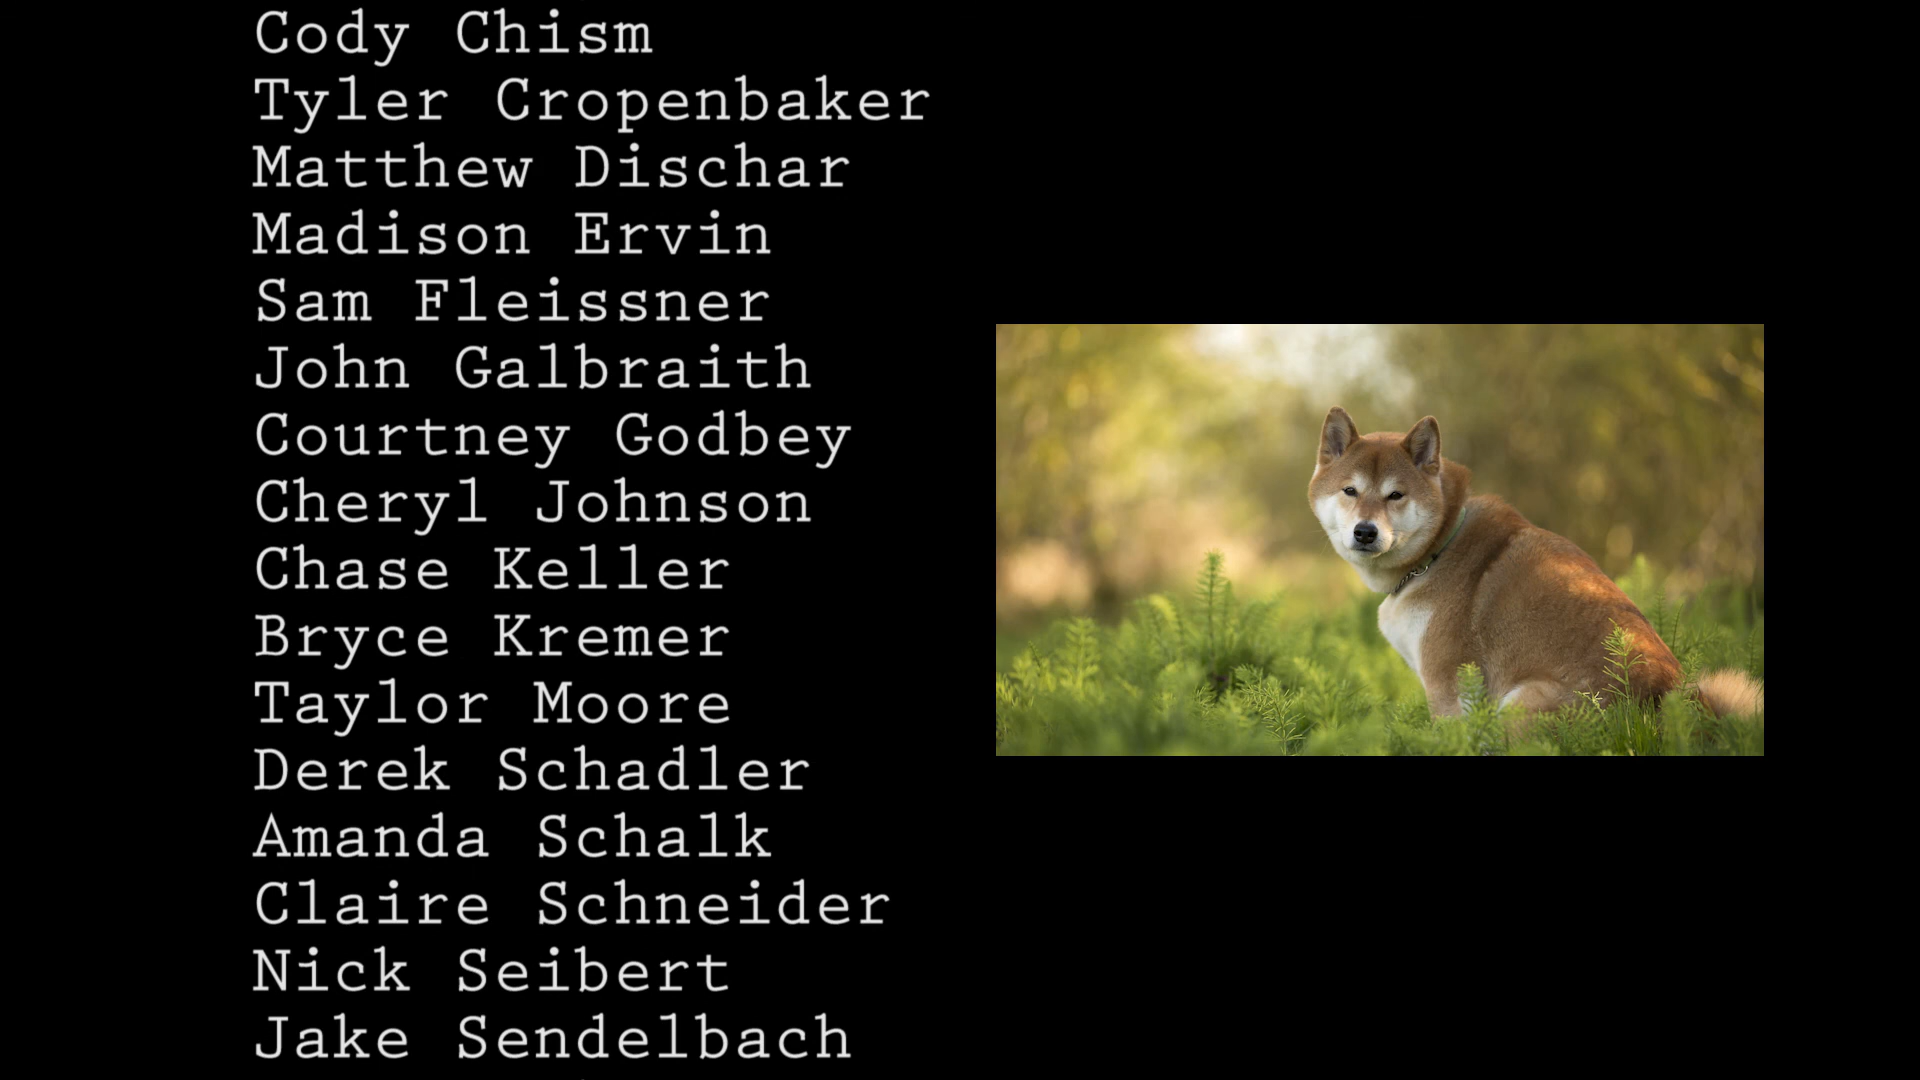 Cody Chism
Tyler Cropenbaker
Matthew Dischar
Madison Ervin
Sam Fleissner
John Galbraith
Courtney Godbey
Cheryl Johnson
Chase Keller
Bryce Kremer
Taylor Moore
Derek Schadler
Amanda Schalk
Claire Schneider
Nick Seibert
Jake Sendelbach